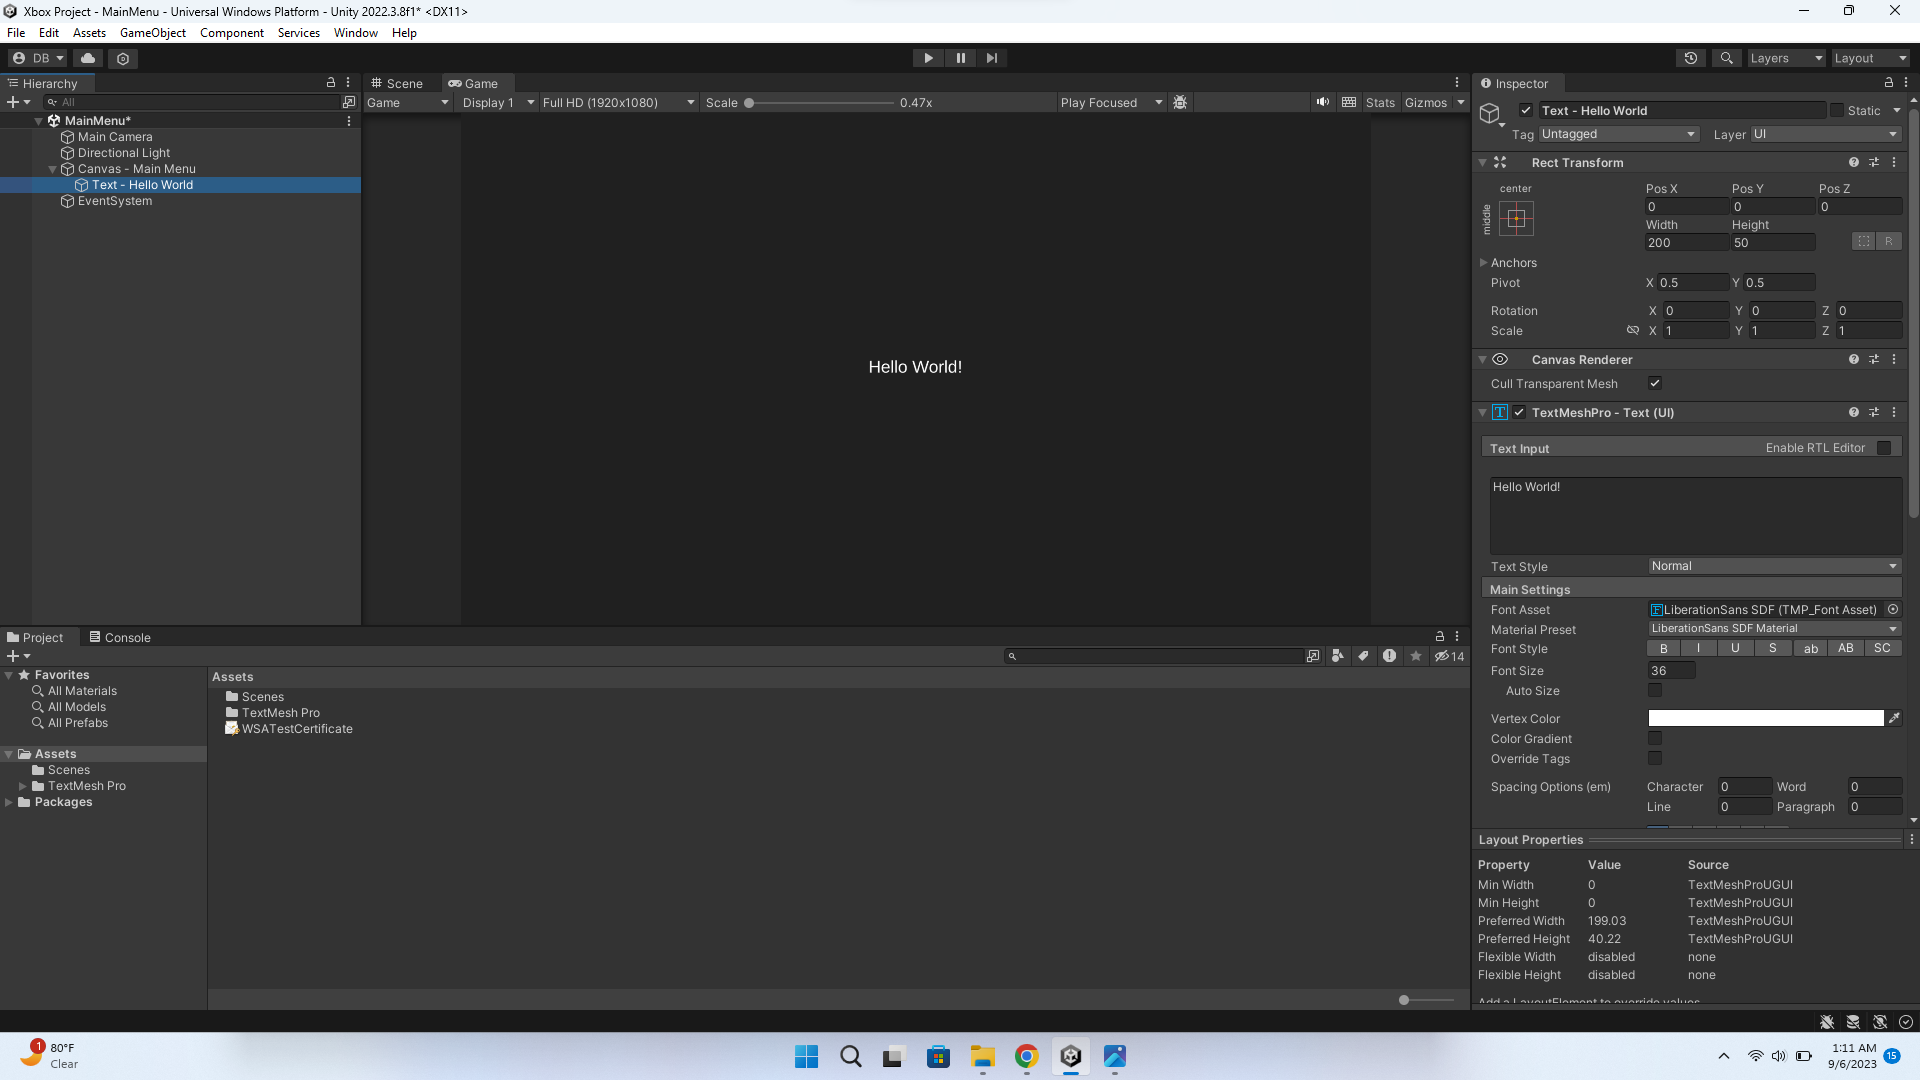 Xbox Project - MainMenu - Universal Windows Platform - Unity 2022.3.8f1* <DX11>
File Edit Assets GameObject Component Services Window Help
DB Layers Layout
Hierarchy
All
MainMenu*
Main Camera
Directional Light
Canvas - Main Menu
Text - Hello World
EventSystem
Scene Game
Game Display 1 Full HD (1920x1080) Scale 0.47x Play Focused Stats Gizmos
Hello World!
Inspector
Text - Hello World Static
Tag Untagged Layer UI
Rect Transform
center
middle
Pos X Pos Y Pos Z
0 0 0
Width Height
200 50 R
Anchors
Pivot X 0.5 Y 0.5
Rotation X 0 Y 0 Z 0
Scale X 1 Y 1 Z 1
Canvas Renderer
Cull Transparent Mesh
TextMeshPro - Text (UI)
Text Input Enable RTL Editor
Hello World!
Text Style Normal
Main Settings
Font Asset LiberationSans SDF (TMP_Font Asset)
Material Preset LiberationSans SDF Material
Font Style B I U S ab AB SC
Font Size 36
Auto Size
Vertex Color
Color Gradient
Override Tags
Spacing Options (em) Character 0 Word 0
Line 0 Paragraph 0
Layout Properties
Property Value Source
Min Width 0 TextMeshProUGUI
Min Height 0 TextMeshProUGUI
Preferred Width 199.03 TextMeshProUGUI
Preferred Height 40.22 TextMeshProUGUI
Flexible Width disabled none
Flexible Height disabled none
Add a LayoutElement to override values
Project Console
14
Favorites
All Materials
All Models
All Prefabs
Assets
Scenes
TextMesh Pro
Packages
Assets
Scenes
TextMesh Pro
WSATestCertificate
1
80°F
Clear
1:11 AM
9/6/2023
15